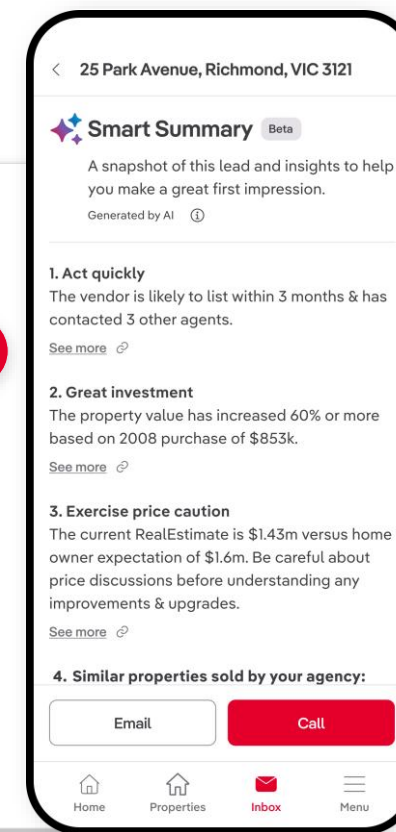 25 Park Avenue, Richmond, VIC 3121
Smart Summary Beta
A snapshot of this lead and insights to help
you make a great first impression.
Generated by AI
1. Act quickly
The vendor is likely to list within 3 months & has
contacted 3 other agents.
See more
2. Great investment
The property value has increased 60% or more
based on 2008 purchase of $853k.
See more
3. Exercise price caution
The current RealEstimate is $1.43m versus home
owner expectation of $1.6m. Be careful about
price discussions before understanding any
improvements & upgrades.
See more
4. Similar properties sold by your agency:
Email Call
Home Properties Inbox Menu